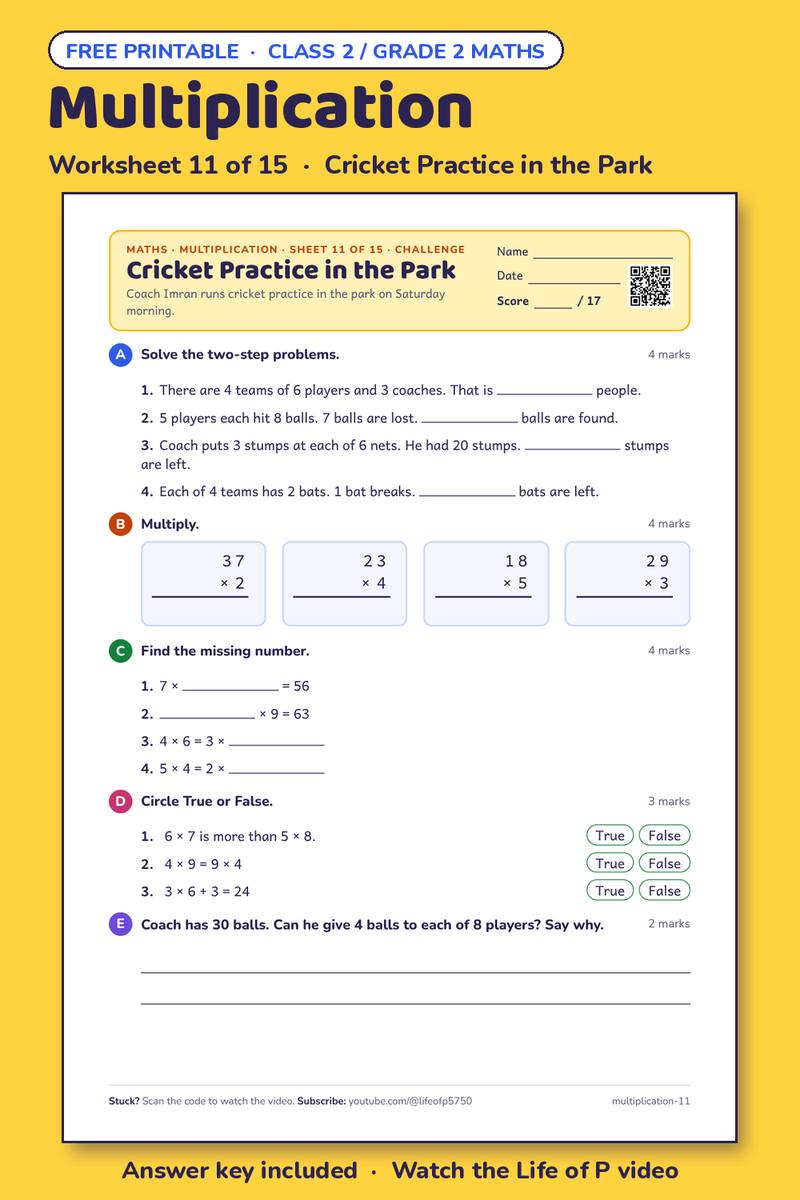 FREE PRINTABLE · CLASS 2 / GRADE 2 MATHS
Multiplication
Worksheet 11 of 15 · Cricket Practice in the Park
MATHS · MULTIPLICATION · SHEET 11 OF 15 · CHALLENGE
Cricket Practice in the Park
Coach Imran runs cricket practice in the park on Saturday
morning.
Name ____________
Date ____________
Score _____ / 17
A Solve the two-step problems. 4 marks
1. There are 4 teams of 6 players and 3 coaches. That is ____________ people.
2. 5 players each hit 8 balls. 7 balls are lost. ____________ balls are found.
3. Coach puts 3 stumps at each of 6 nets. He had 20 stumps. ____________ stumps
are left.
4. Each of 4 teams has 2 bats. 1 bat breaks. ____________ bats are left.
B Multiply. 4 marks
37 23 18 29
× 2 × 4 × 5 × 3
C Find the missing number. 4 marks
1. 7 × ____________ = 56
2. ____________ × 9 = 63
3. 4 × 6 = 3 × ____________
4. 5 × 4 = 2 × ____________
D Circle True or False. 3 marks
1. 6 × 7 is more than 5 × 8. True False
2. 4 × 9 = 9 × 4 True False
3. 3 × 6 + 3 = 24 True False
E Coach has 30 balls. Can he give 4 balls to each of 8 players? Say why. 2 marks
Stuck? Scan the code to watch the video. Subscribe: youtube.com/@lifeofp5750 multiplication-11
Answer key included · Watch the Life of P video